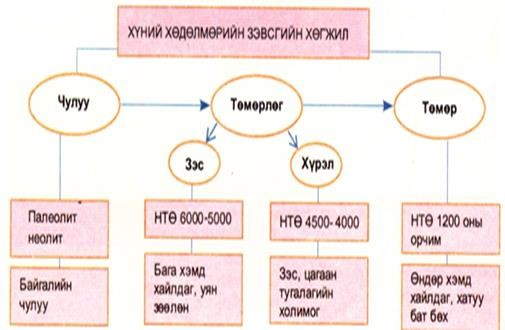 ХҮНИЙ ХӨДӨЛМӨРИЙН ЗЭВСГИЙН ХӨГЖИЛ
Чулуу
Төмөрлөг
Төмөр
Зэс
Хүрэл
Палеолит
неолит
НТӨ 6000-5000
НТӨ 4500- 4000
НТӨ 1200 оны
орчим
Байгалийн
чулуу
Бага хэмд
хайлдаг, уян
зөөлөн
Зэс, цагаан
тугалагийн
холимог
Өндөр хэмд
хайлдаг, хатуу
бат бөх